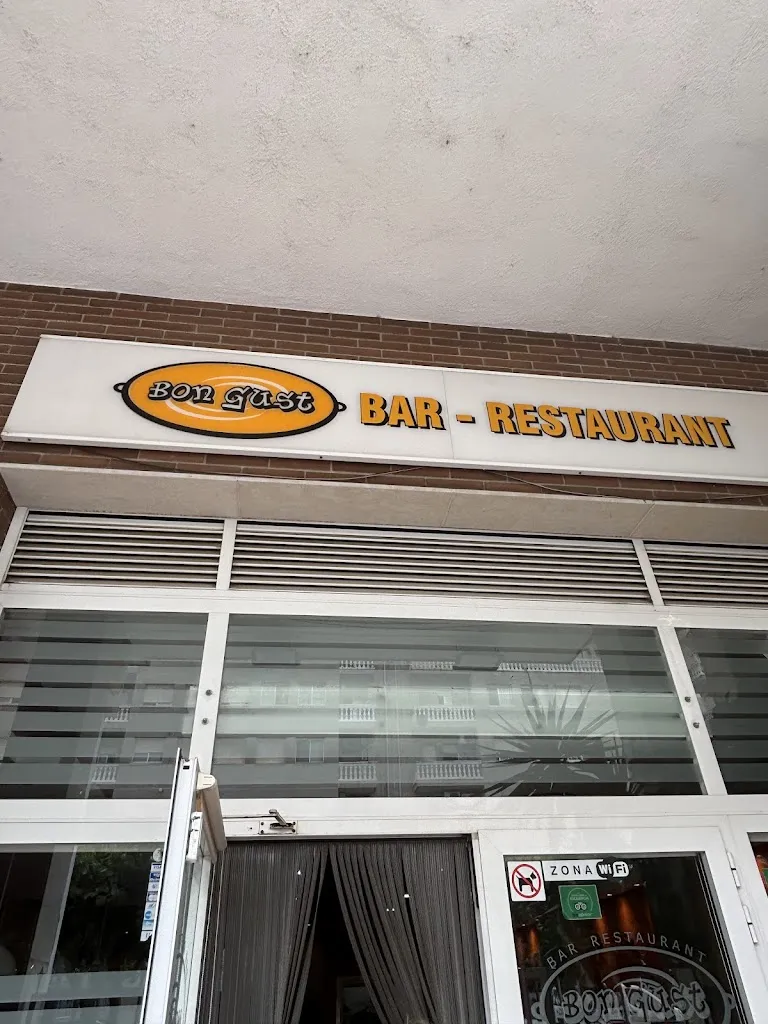 BON GUST BAR - RESTAURANT
ZONA WiFi
BAR RESTAURANT
BON GUST